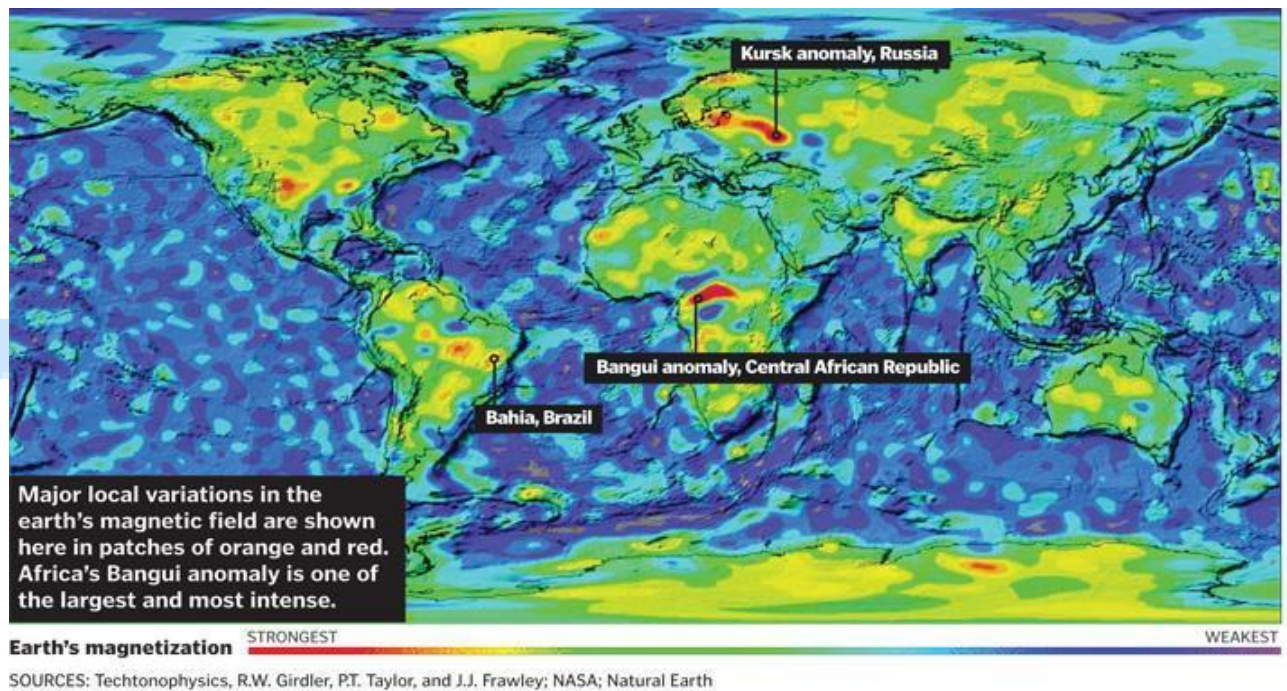 Kursk anomaly, Russia
Bangui anomaly, Central African Republic
Bahia, Brazil
Major local variations in the
earth's magnetic field are shown
here in patches of orange and red.
Africa's Bangui anomaly is one of
the largest and most intense.
Earth's magnetization
STRONGEST
WEAKEST
SOURCES: Techtonophysics, R.W. Girdler, P.T. Taylor, and J.J. Frawley; NASA; Natural Earth